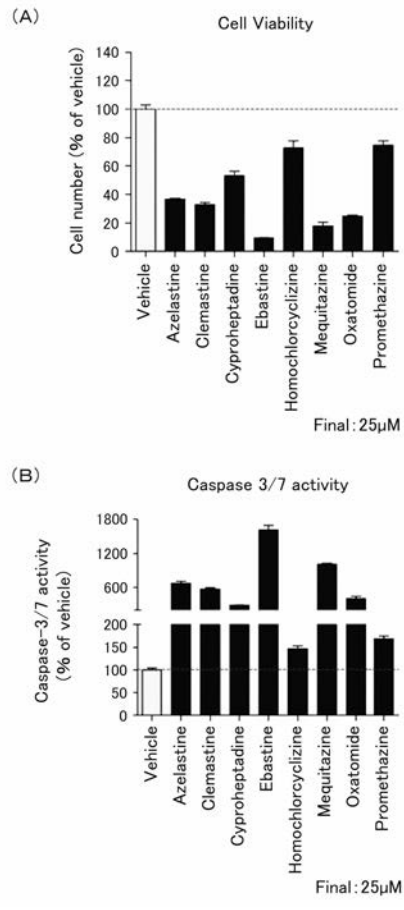 (A)
Cell Viability
Cell number (% of vehicle)
140
120
100
80
60
40
20
0
Vehicle
Azelastine
Clemastine
Cyproheptadine
Ebastine
Homochlorcyclizine
Mequitazine
Oxatomide
Promethazine
Final：25μM
(B)
Caspase 3/7 activity
Caspase-3/7 activity
(% of vehicle)
1800
1200
600
200
150
100
50
0
Vehicle
Azelastine
Clemastine
Cyproheptadine
Ebastine
Homochlorcyclizine
Mequitazine
Oxatomide
Promethazine
Final：25μM